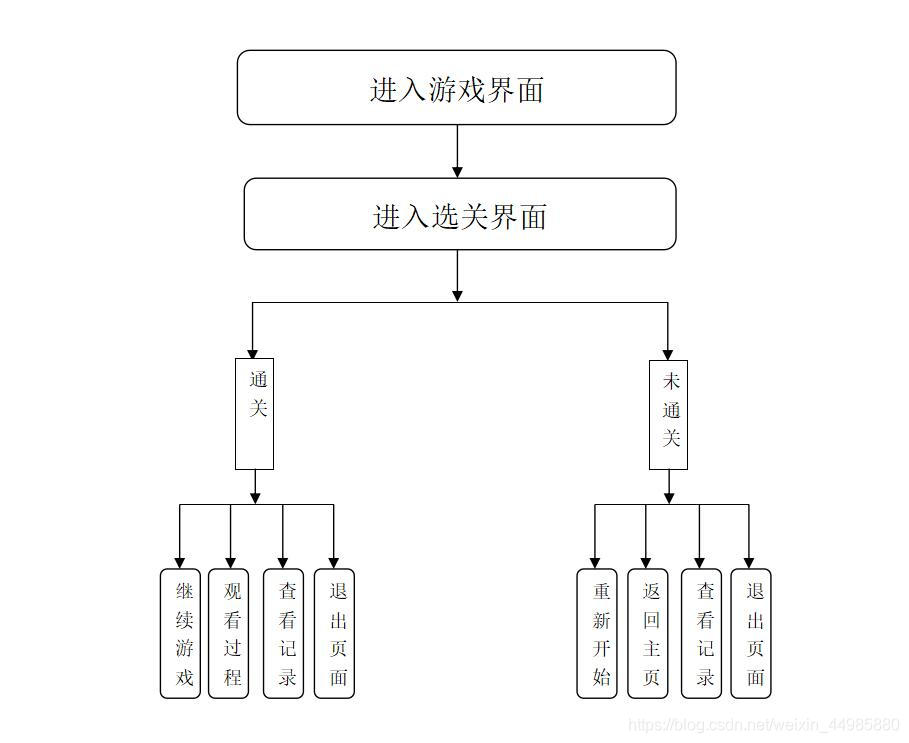 进入游戏界面
进入选关界面
通关
未通关
继续游戏
观看过程
查看记录
退出页面
重新开始
返回主页
查看记录
退出页面
https://blog.csdn.net/weixin_44985880